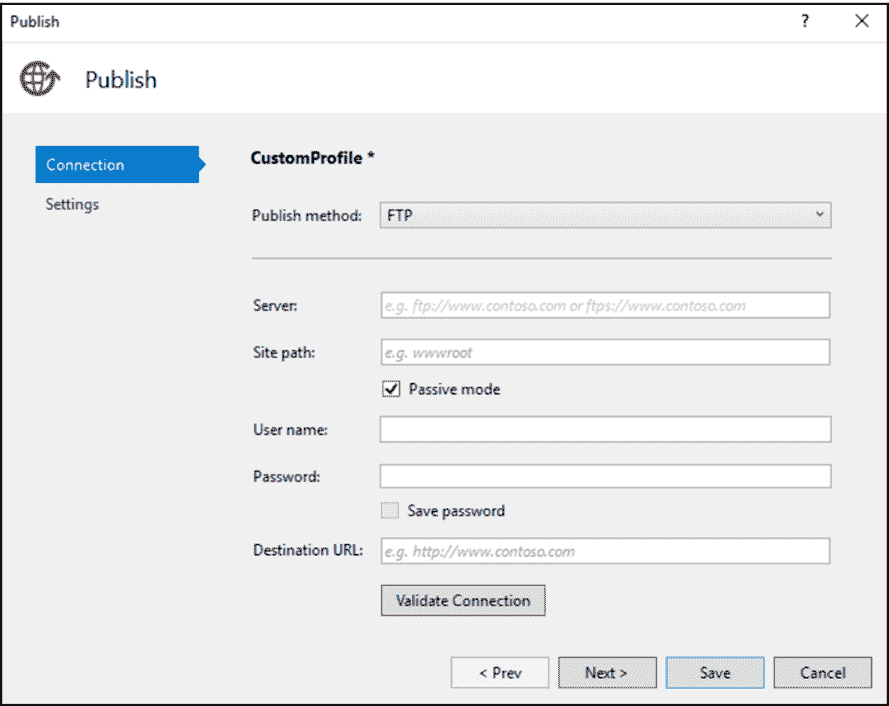 Publish ?
Publish
Connection
Settings
CustomProfile *
Publish method: FTP
Server: e.g. ftp://www.contoso.com or ftps://www.contoso.com
Site path: e.g. wwwroot
Passive mode
User name:
Password:
Save password
Destination URL: e.g. http://www.contoso.com
Validate Connection
< Prev Next > Save Cancel